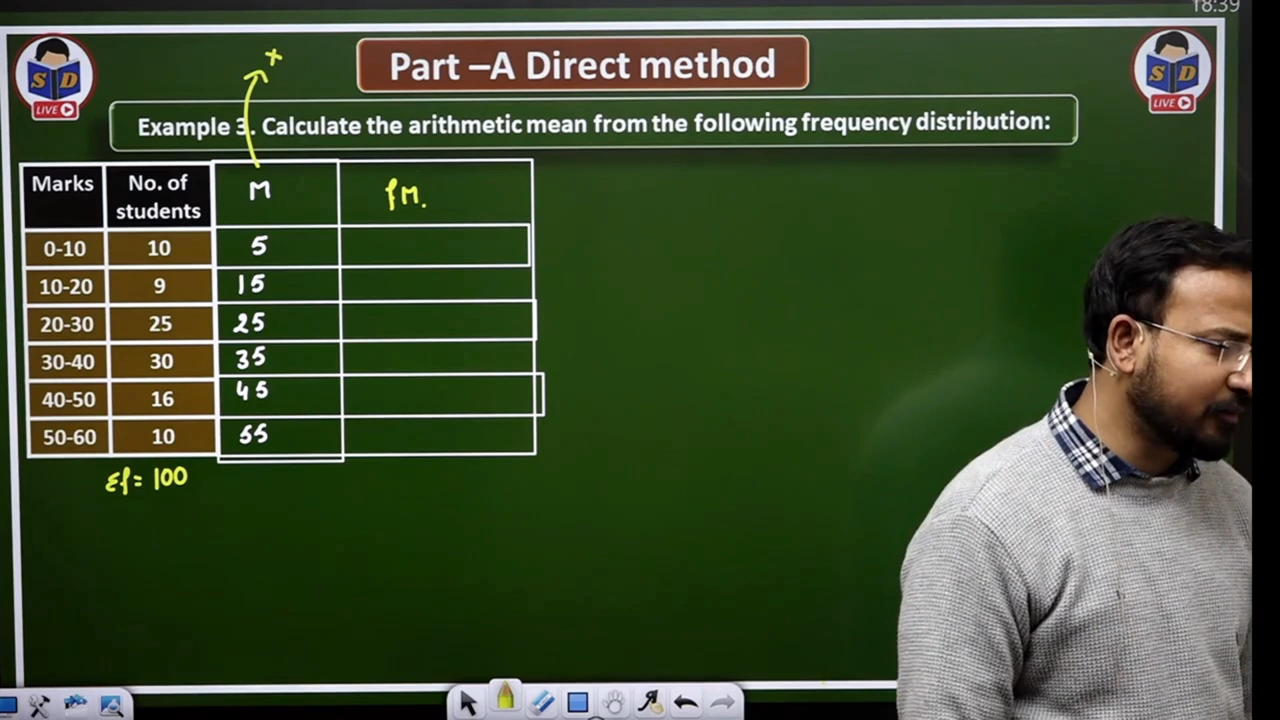 18:39
Part –A Direct method
x
Example 3. Calculate the arithmetic mean from the following frequency distribution:
SD
LIVE
SD
LIVE
Marks No. of students M fM.
0-10 10 5
10-20 9 15
20-30 25 25
30-40 30 35
40-50 16 45
50-60 10 55
Σf = 100